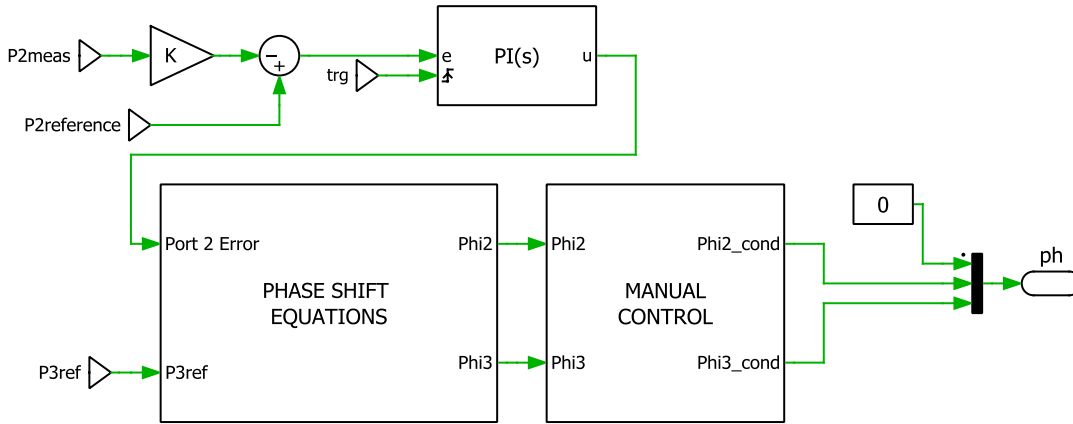 P2meas
K
−
+
P2reference
trg
e
PI(s)
u
Port 2 Error
PHASE SHIFT
EQUATIONS
Phi2
Phi3
P3ref
P3ref
Phi2
MANUAL
CONTROL
Phi3
Phi2_cond
Phi3_cond
0
ph